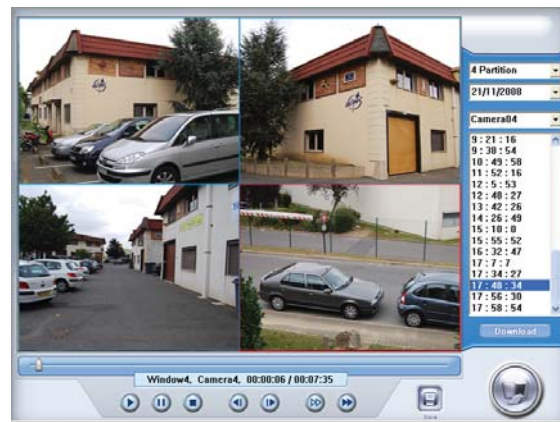 4 Partition
21/11/2008
Camera04
9 : 21 : 16
9 : 30 : 54
10 : 49 : 58
11 : 52 : 16
12 : 5 : 53
12 : 40 : 27
13 : 42 : 26
14 : 26 : 49
15 : 10 : 0
15 : 55 : 52
16 : 32 : 47
17 : 7 : 7
17 : 34 : 27
17 : 40 : 34
17 : 56 : 30
17 : 58 : 54
Download
Window4, Camera4, 00:00:06 / 00:07:35